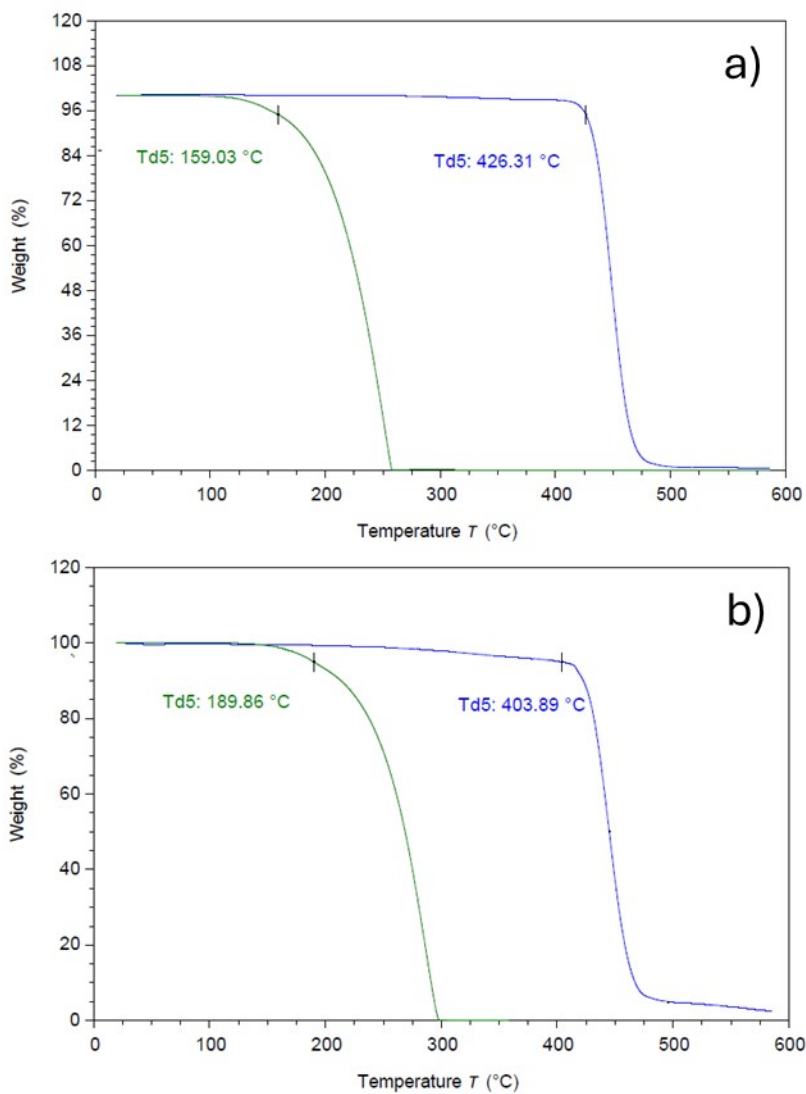 a)
120
108
96
84
72
60
48
36
24
12
0
Weight (%)
Td5: 159.03 °C
Td5: 426.31 °C
0 100 200 300 400 500 600
Temperature T (°C)
b)
120
100
80
60
40
20
0
Weight (%)
Td5: 189.86 °C
Td5: 403.89 °C
0 100 200 300 400 500 600
Temperature T (°C)